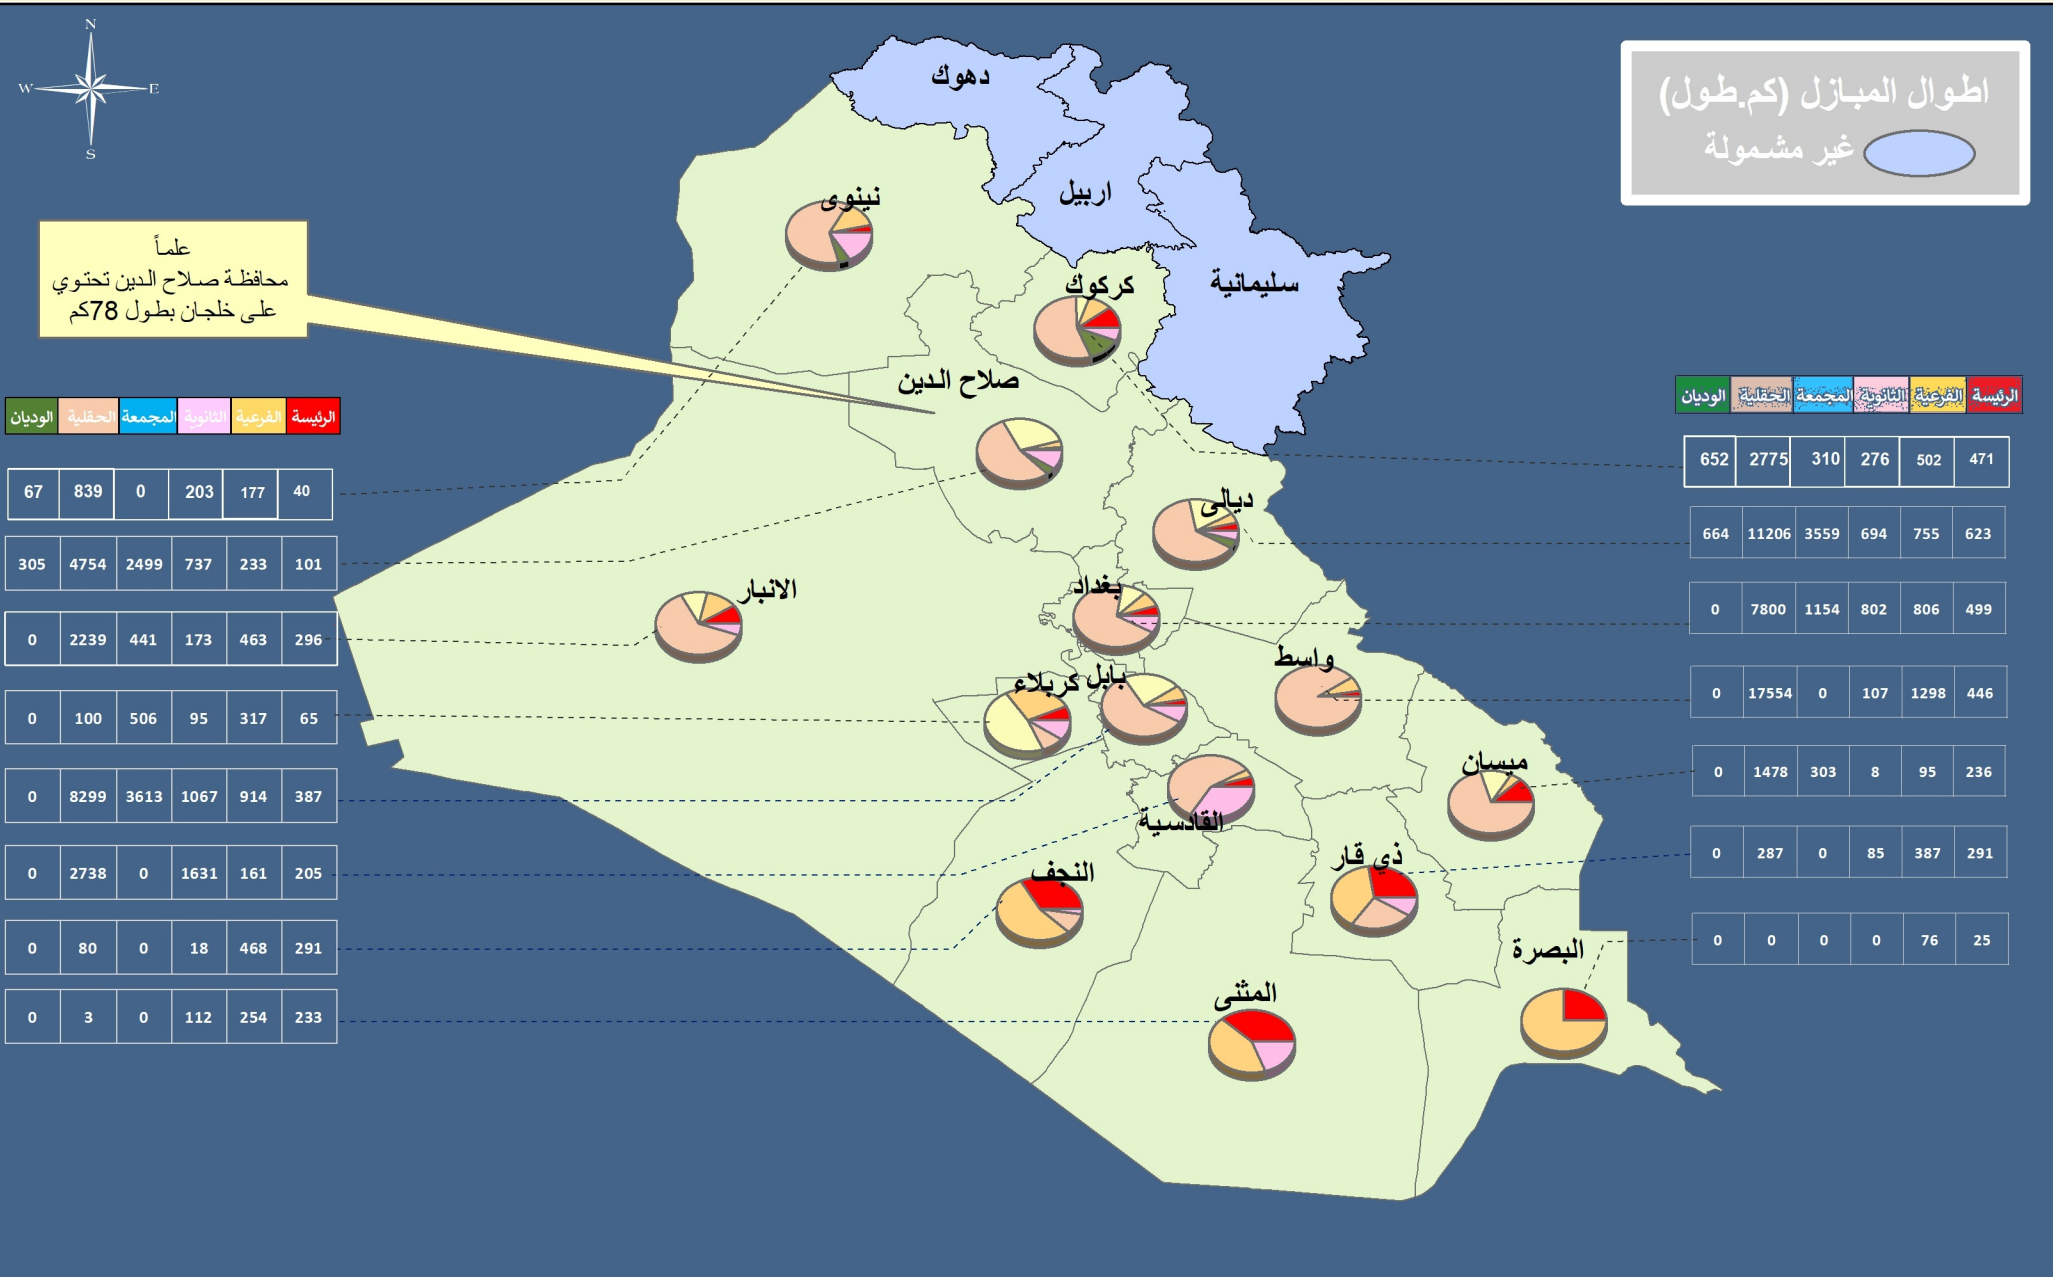 N
W E
S
اطوال المبازل (كم.طول)
غير مشمولة
علماً
محافظة صلاح الدين تحتوي
على خلجان بطول 78كم
دهوك
اربيل
سليمانية
نينوى
كركوك
صلاح الدين
ديالى
الانبار
بغداد
واسط
كربلاء
بابل
ميسان
القادسية
ذي قار
النجف
البصرة
المثنى
الرئيسة الفرعية الثانوية المجمعة الحقلية الوديان
471 502 276 310 2775 652
623 755 694 3559 11206 664
499 806 802 1154 7800 0
446 1298 107 0 17554 0
236 95 8 303 1478 0
291 387 85 0 287 0
25 76 0 0 0 0
الرئيسة الفرعية الثانوية المجمعة الحقلية الوديان
40 177 203 0 839 67
101 233 737 2499 4754 305
296 463 173 441 2239 0
65 317 95 506 100 0
387 914 1067 3613 8299 0
205 161 1631 0 2738 0
291 468 18 0 80 0
233 254 112 0 3 0